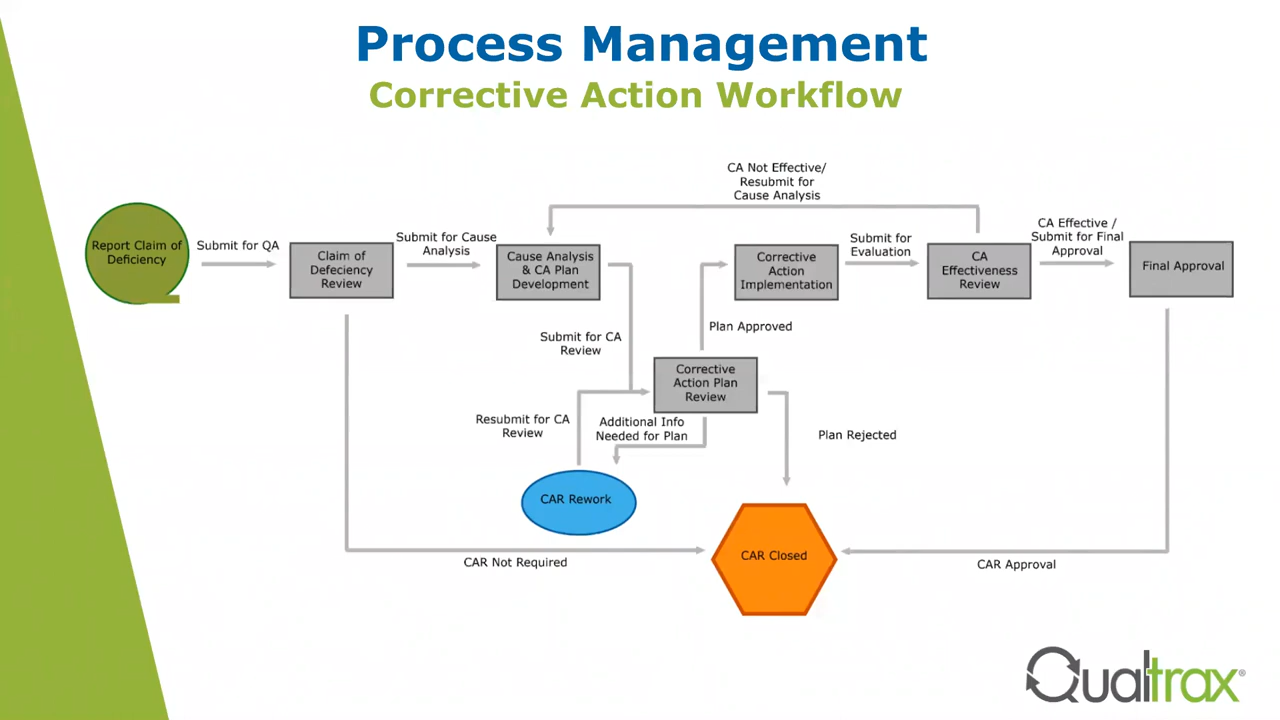 Process Management
Corrective Action Workflow
CA Not Effective/
Resubmit for
Cause Analysis
Report Claim of
Deficiency
Submit for QA
Claim of
Defeciency
Review
Submit for Cause
Analysis
Cause Analysis
& CA Plan
Development
Corrective
Action
Implementation
Submit for
Evaluation
CA
Effectiveness
Review
CA Effective /
Submit for Final
Approval
Final Approval
Submit for CA
Review
Plan Approved
Corrective
Action Plan
Review
Resubmit for CA
Review
Additional Info
Needed for Plan
Plan Rejected
CAR Rework
CAR Closed
CAR Not Required
CAR Approval
Qualtrax®